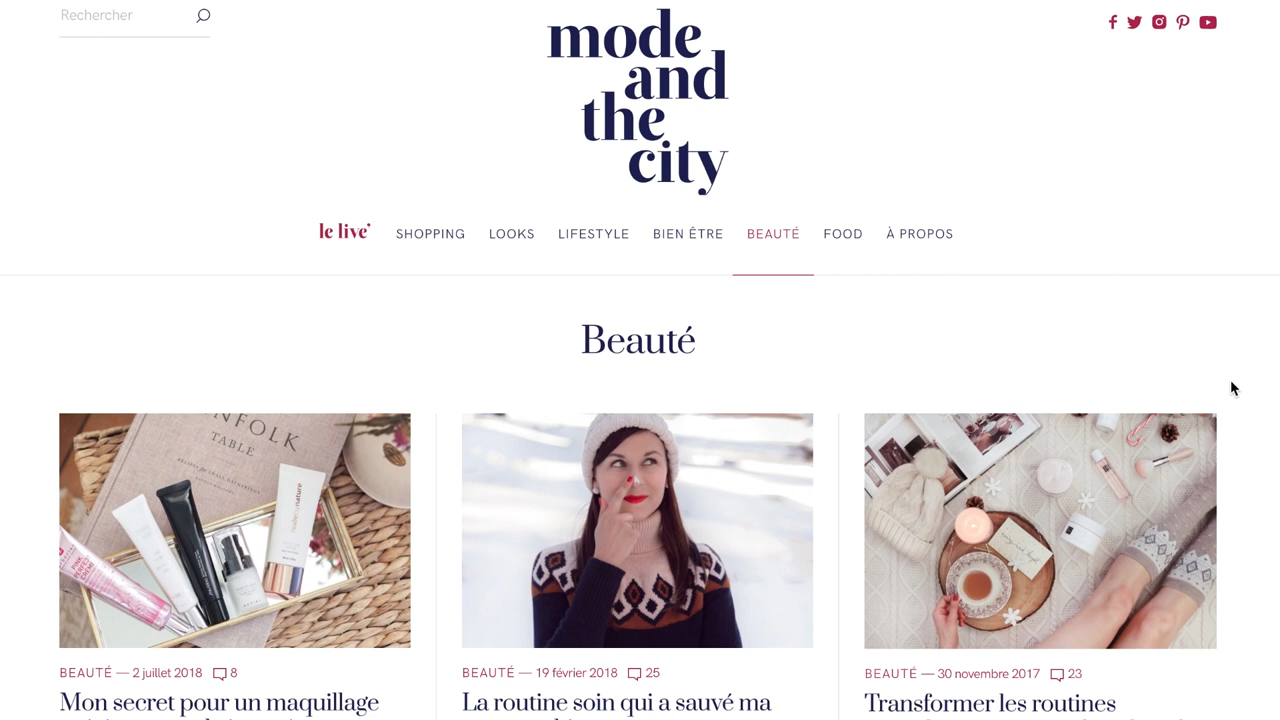 Rechercher
mode
and
the
city
le live'
SHOPPING
LOOKS
LIFESTYLE
BIEN ÊTRE
BEAUTÉ
FOOD
À PROPOS
Beauté
NFOLK
TABLE
BEAUTÉ — 2 juillet 2018 8
Mon secret pour un maquillage
BEAUTÉ — 19 février 2018 25
La routine soin qui a sauvé ma
BEAUTÉ — 30 novembre 2017 23
Transformer les routines